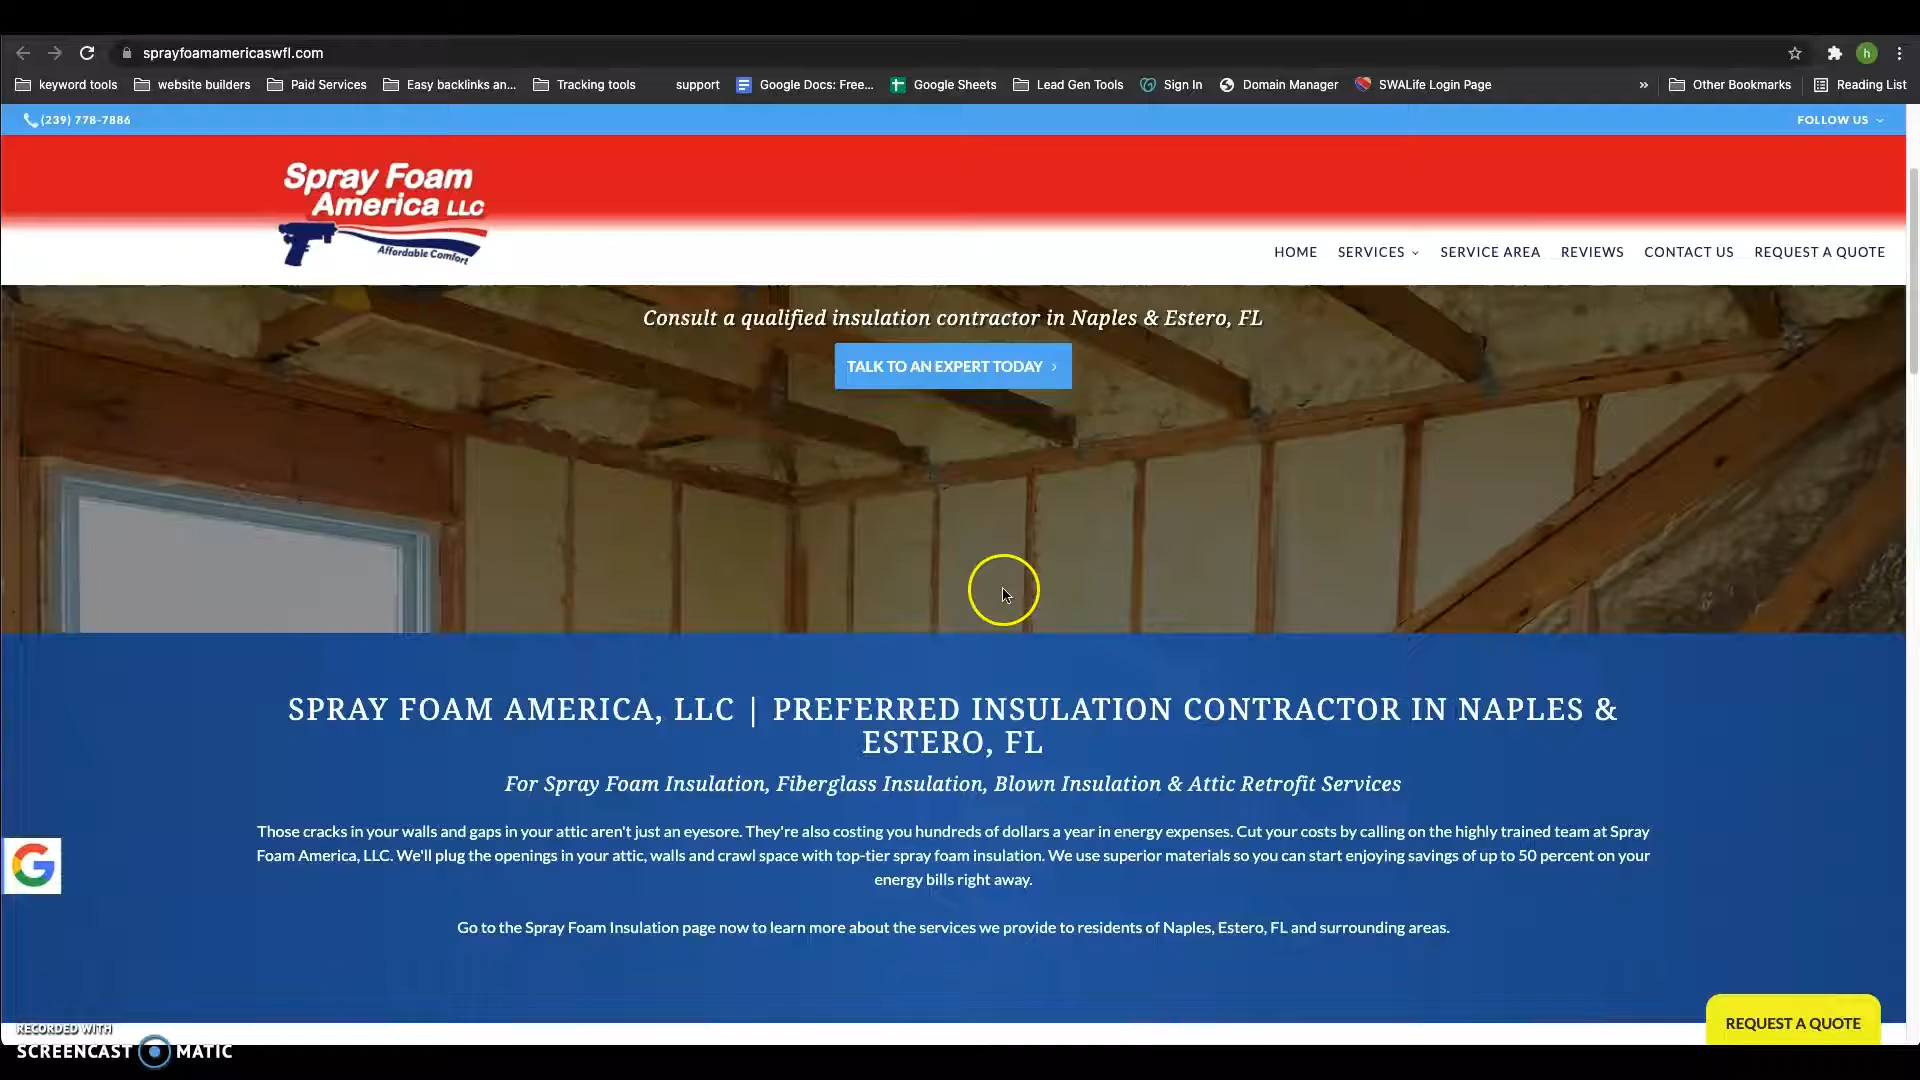 sprayfoamamericaswfl.com
h
keyword tools
website builders
Paid Services
Easy backlinks an...
Tracking tools
support
Google Docs: Free...
Google Sheets
Lead Gen Tools
Sign In
Domain Manager
SWALife Login Page
»
Other Bookmarks
Reading List
(239) 778-7886
FOLLOW US
Spray Foam
America LLC
Affordable Comfort
HOME
SERVICES
SERVICE AREA
REVIEWS
CONTACT US
REQUEST A QUOTE
Consult a qualified insulation contractor in Naples & Estero, FL
TALK TO AN EXPERT TODAY ›
SPRAY FOAM AMERICA, LLC | PREFERRED INSULATION CONTRACTOR IN NAPLES &
ESTERO, FL
For Spray Foam Insulation, Fiberglass Insulation, Blown Insulation & Attic Retrofit Services
Those cracks in your walls and gaps in your attic aren't just an eyesore. They're also costing you hundreds of dollars a year in energy expenses. Cut your costs by calling on the highly trained team at Spray
Foam America, LLC. We'll plug the openings in your attic, walls and crawl space with top-tier spray foam insulation. We use superior materials so you can start enjoying savings of up to 50 percent on your
energy bills right away.
Go to the Spray Foam Insulation page now to learn more about the services we provide to residents of Naples, Estero, FL and surrounding areas.
G
REQUEST A QUOTE
RECORDED WITH
SCREENCAST MATIC